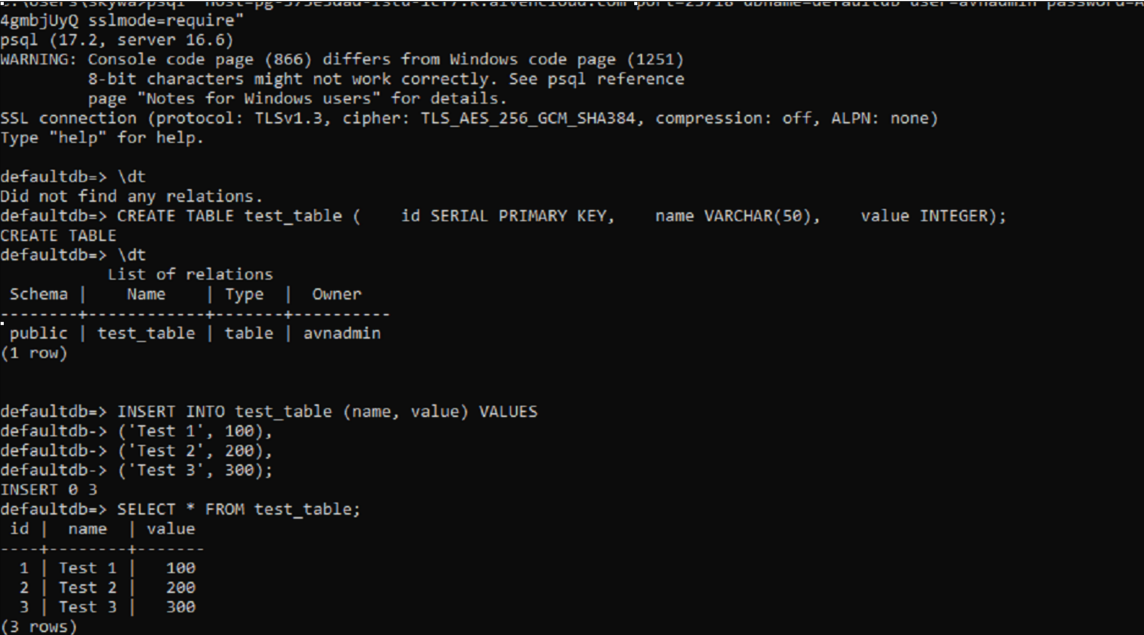 dbname=defaultdb user=avnadmin
4gmbjUyQ sslmode=require"
psql (17.2, server 16.6)
WARNING: Console code page (866) differs from Windows code page (1251)
         8-bit characters might not work correctly. See psql reference
         page "Notes for Windows users" for details.
SSL connection (protocol: TLSv1.3, cipher: TLS_AES_256_GCM_SHA384, compression: off, ALPN: none)
Type "help" for help.
defaultdb=> \dt
Did not find any relations.
defaultdb=> CREATE TABLE test_table (    id SERIAL PRIMARY KEY,    name VARCHAR(50),    value INTEGER);
CREATE TABLE
defaultdb=> \dt
           List of relations
 Schema |    Name    | Type  |  Owner
--------+------------+-------+----------
 public | test_table | table | avnadmin
(1 row)
defaultdb=> INSERT INTO test_table (name, value) VALUES
defaultdb-> ('Test 1', 100),
defaultdb-> ('Test 2', 200),
defaultdb-> ('Test 3', 300);
INSERT 0 3
defaultdb=> SELECT * FROM test_table;
 id |  name  | value
----+--------+-------
  1 | Test 1 |   100
  2 | Test 2 |   200
  3 | Test 3 |   300
(3 rows)